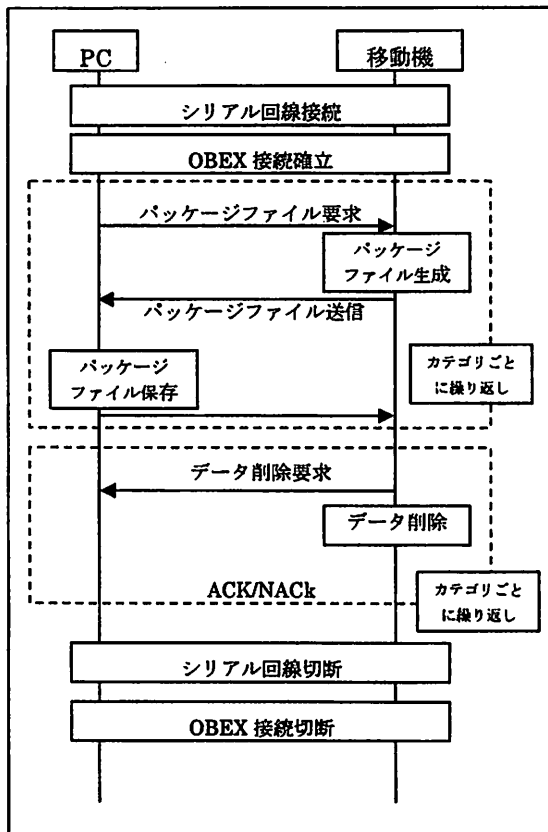 PC
移動機
シリアル回線接続
OBEX 接続確立
パッケージファイル要求
パッケージ
ファイル生成
パッケージファイル送信
パッケージ
ファイル保存
カテゴリごと
に繰り返し
データ削除要求
データ削除
ACK/NACk
カテゴリごと
に繰り返し
シリアル回線切断
OBEX 接続切断